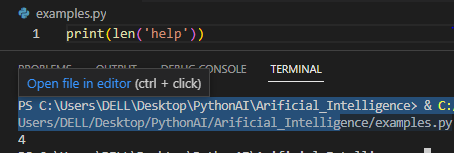 examples.py
1 print(len('help'))
PROBLEMS OUTPUT DEBUG CONSOLE TERMINAL
Open file in editor (ctrl + click)
PS C:\Users\DELL\Desktop\PythonAI\Arificial_Intelligence> & C:/
Users/DELL/Desktop/PythonAI/Arificial_Intelligence/examples.py
4